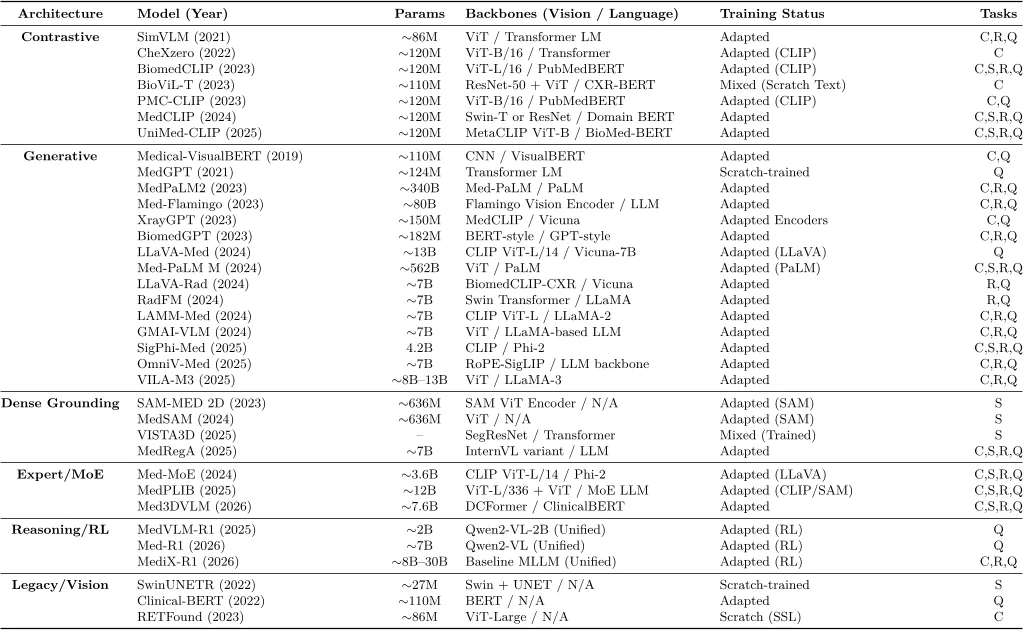 Architecture Model (Year) Params Backbones (Vision / Language) Training Status Tasks
Contrastive SimVLM (2021) ∼86M ViT / Transformer LM Adapted C,R,Q
CheXzero (2022) ∼120M ViT-B/16 / Transformer Adapted (CLIP) C
BiomedCLIP (2023) ∼120M ViT-L/16 / PubMedBERT Adapted (CLIP) C,S,R,Q
BioViL-T (2023) ∼110M ResNet-50 + ViT / CXR-BERT Mixed (Scratch Text) C
PMC-CLIP (2023) ∼120M ViT-B/16 / PubMedBERT Adapted (CLIP) C,Q
MedCLIP (2024) ∼120M Swin-T or ResNet / Domain BERT Adapted C,S,R,Q
UniMed-CLIP (2025) ∼120M MetaCLIP ViT-B / BioMed-BERT Adapted C,S,R,Q
Generative Medical-VisualBERT (2019) ∼110M CNN / VisualBERT Adapted C,Q
MedGPT (2021) ∼124M Transformer LM Scratch-trained Q
MedPaLM2 (2023) ∼340B Med-PaLM / PaLM Adapted C,R,Q
Med-Flamingo (2023) ∼80B Flamingo Vision Encoder / LLM Adapted C,R,Q
XrayGPT (2023) ∼150M MedCLIP / Vicuna Adapted Encoders C,Q
BiomedGPT (2023) ∼182M BERT-style / GPT-style Adapted C,R,Q
LLaVA-Med (2024) ∼13B CLIP ViT-L/14 / Vicuna-7B Adapted (LLaVA) Q
Med-PaLM M (2024) ∼562B ViT / PaLM Adapted (PaLM) C,S,R,Q
LLaVA-Rad (2024) ∼7B BiomedCLIP-CXR / Vicuna Adapted R,Q
RadFM (2024) ∼7B Swin Transformer / LLaMA Adapted R,Q
LAMM-Med (2024) ∼7B CLIP ViT-L / LLaMA-2 Adapted C,R,Q
GMAI-VLM (2024) ∼7B ViT / LLaMA-based LLM Adapted C,R,Q
SigPhi-Med (2025) 4.2B CLIP / Phi-2 Adapted C,S,R,Q
OmniV-Med (2025) ∼7B RoPE-SigLIP / LLM backbone Adapted C,R,Q
VILA-M3 (2025) ∼8B–13B ViT / LLaMA-3 Adapted C,R,Q
Dense Grounding SAM-MED 2D (2023) ∼636M SAM ViT Encoder / N/A Adapted (SAM) S
MedSAM (2024) ∼636M ViT / N/A Adapted (SAM) S
VISTA3D (2025) – SegResNet / Transformer Mixed (Trained) S
MedRegA (2025) ∼7B InternVL variant / LLM Adapted C,S,R,Q
Expert/MoE Med-MoE (2024) ∼3.6B CLIP ViT-L/14 / Phi-2 Adapted (LLaVA) C,S,R,Q
MedPLIB (2025) ∼12B ViT-L/336 + ViT / MoE LLM Adapted (CLIP/SAM) C,S,R,Q
Med3DVLM (2026) ∼7.6B DCFormer / ClinicalBERT Adapted C,S,R,Q
Reasoning/RL MedVLM-R1 (2025) ∼2B Qwen2-VL-2B (Unified) Adapted (RL) Q
Med-R1 (2026) ∼7B Qwen2-VL (Unified) Adapted (RL) Q
MediX-R1 (2026) ∼8B–30B Baseline MLLM (Unified) Adapted (RL) C,R,Q
Legacy/Vision SwinUNETR (2022) ∼27M Swin + UNET / N/A Scratch-trained S
Clinical-BERT (2022) ∼110M BERT / N/A Adapted Q
RETFound (2023) ∼86M ViT-Large / N/A Scratch (SSL) C